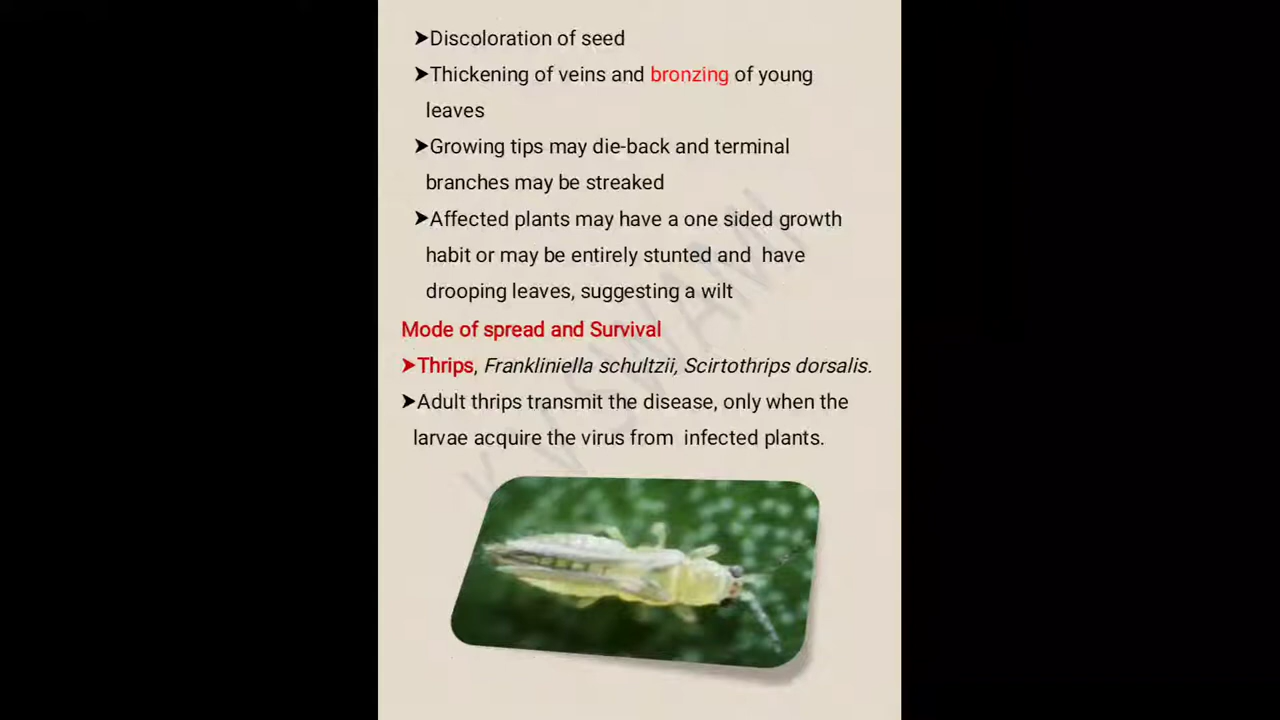 ➤Discoloration of seed
➤Thickening of veins and bronzing of young
leaves
➤Growing tips may die-back and terminal
branches may be streaked
➤Affected plants may have a one sided growth
habit or may be entirely stunted and  have
drooping leaves, suggesting a wilt
Mode of spread and Survival
➤Thrips, Frankliniella schultzii, Scirtothrips dorsalis.
➤Adult thrips transmit the disease, only when the
larvae acquire the virus from  infected plants.
K V SWAMI